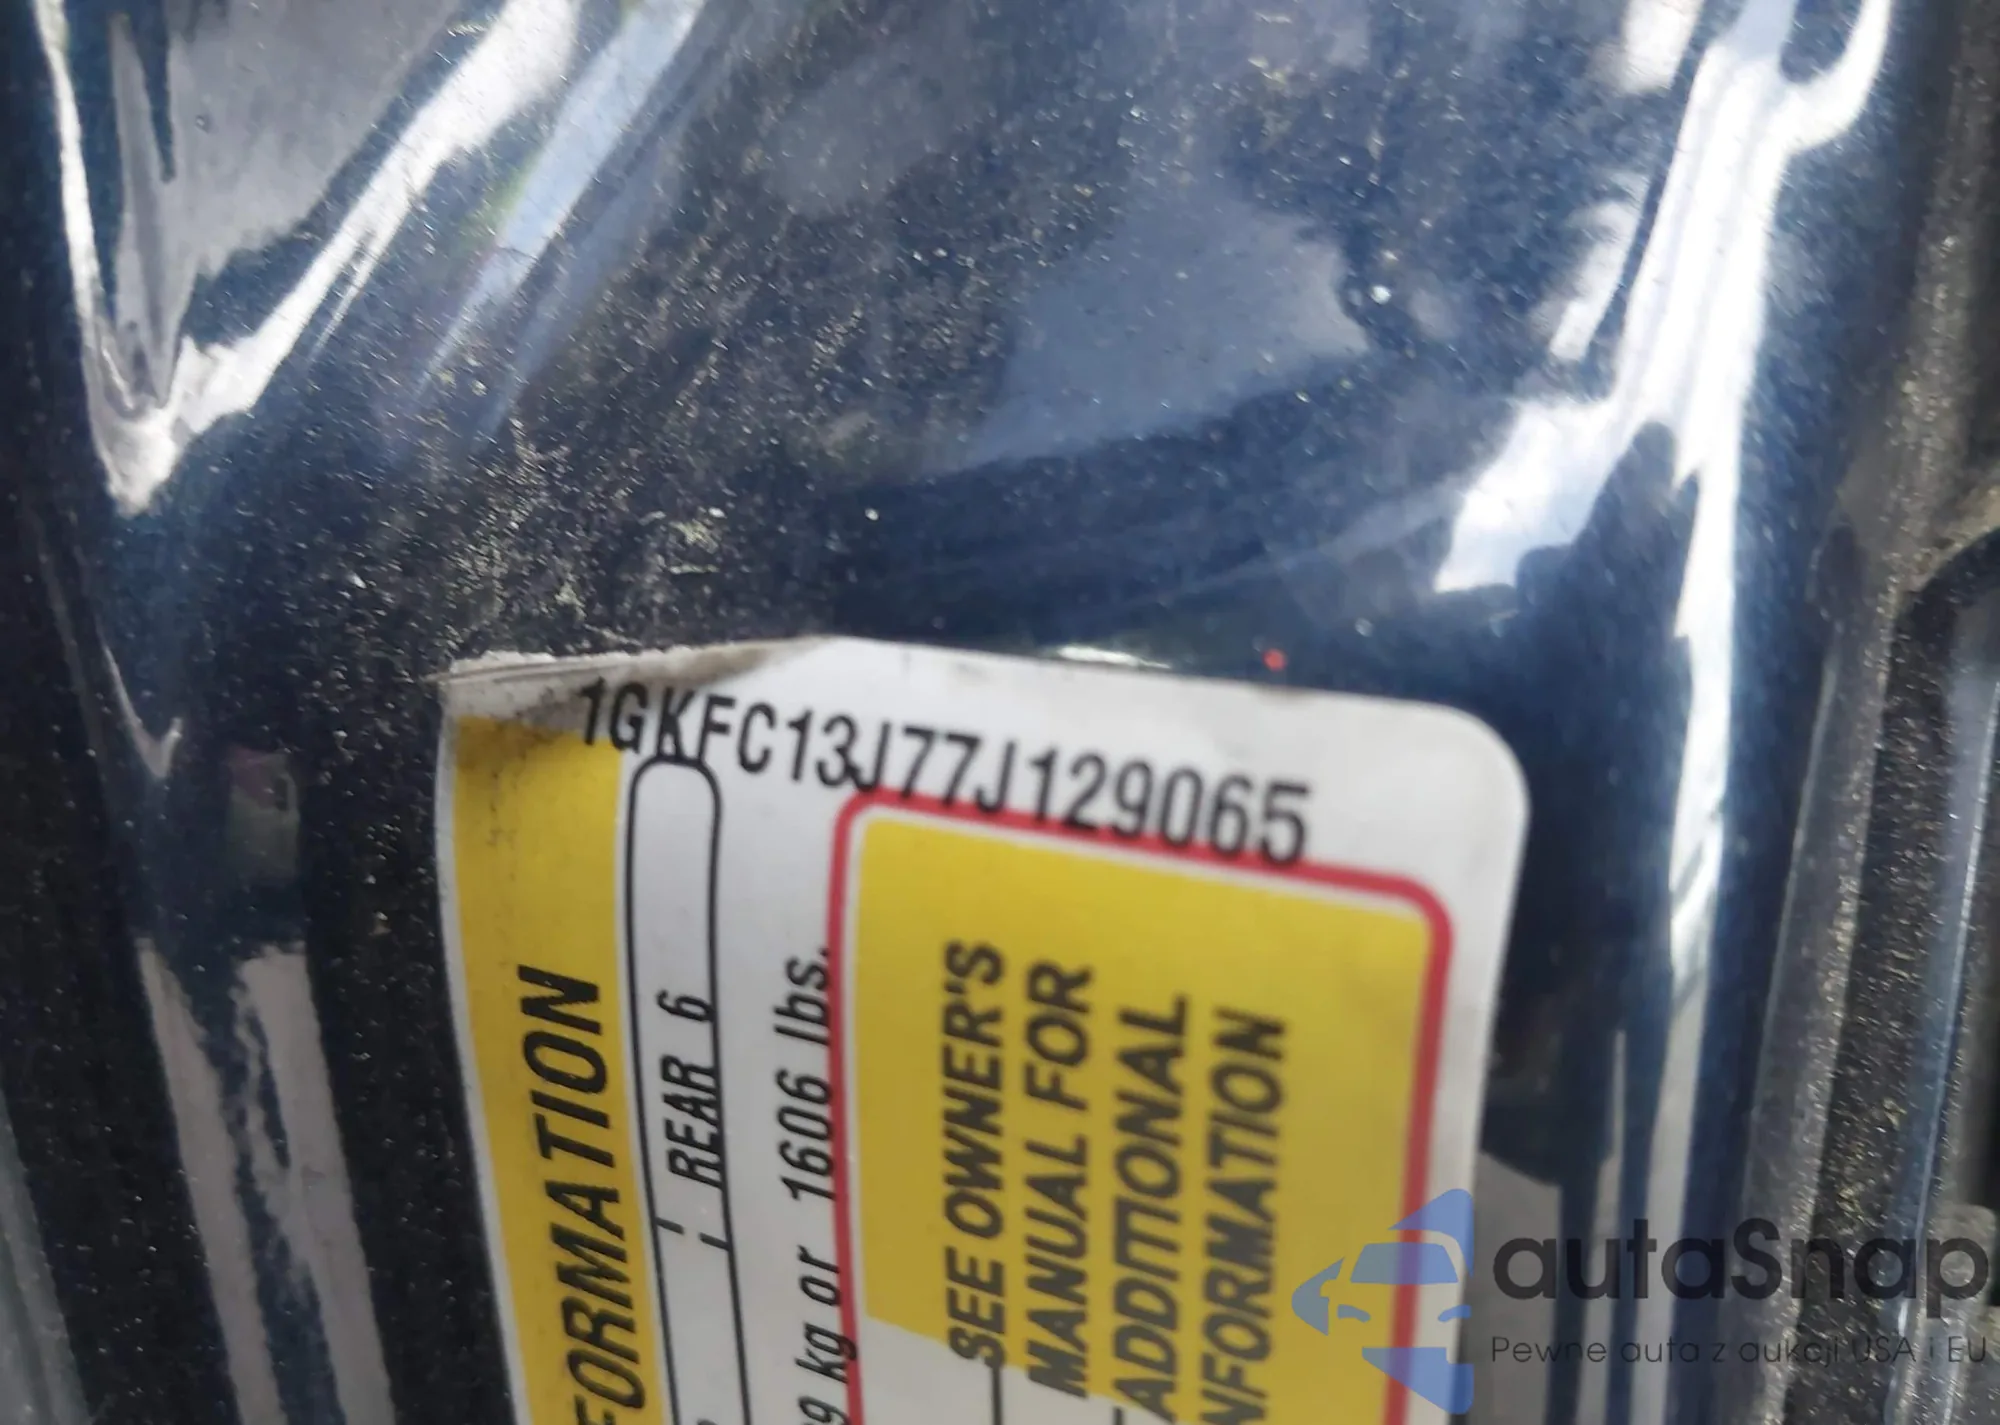 1GKFC13J77J129065
FORMATION
REAR 6
kg or 1606 lbs.
SEE OWNER'S
MANUAL FOR
ADDITIONAL
INFORMATION
autaSnap
Pewne auta z aukcji USA i EU